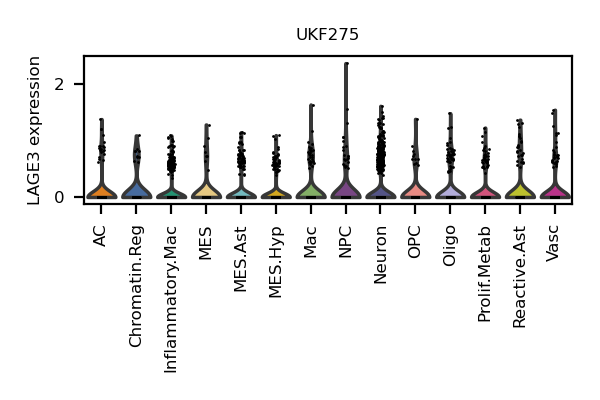 UKF275
LAGE3 expression
2
0
AC
Chromatin.Reg
Inflammatory.Mac
MES
MES.Ast
MES.Hyp
Mac
NPC
Neuron
OPC
Oligo
Prolif.Metab
Reactive.Ast
Vasc